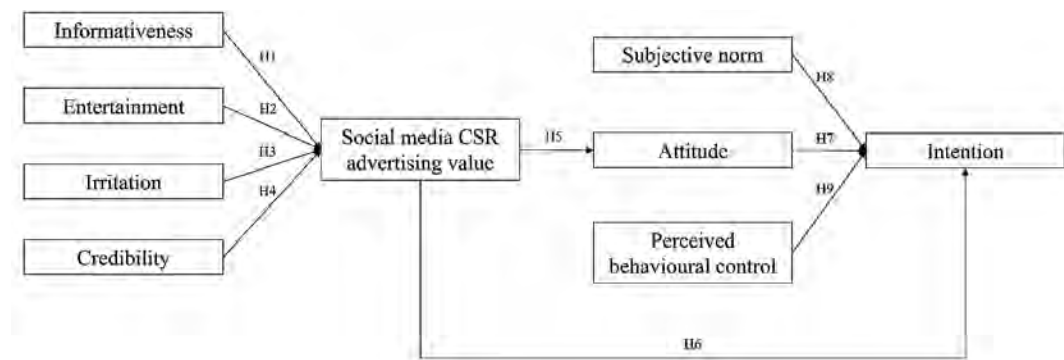 Informativeness
H1
Entertainment
H2
Irritation
H3
Credibility
H4
Social media CSR
advertising value
H5
Subjective norm
H8
Attitude
H7
Perceived
behavioural control
H9
Intention
H6